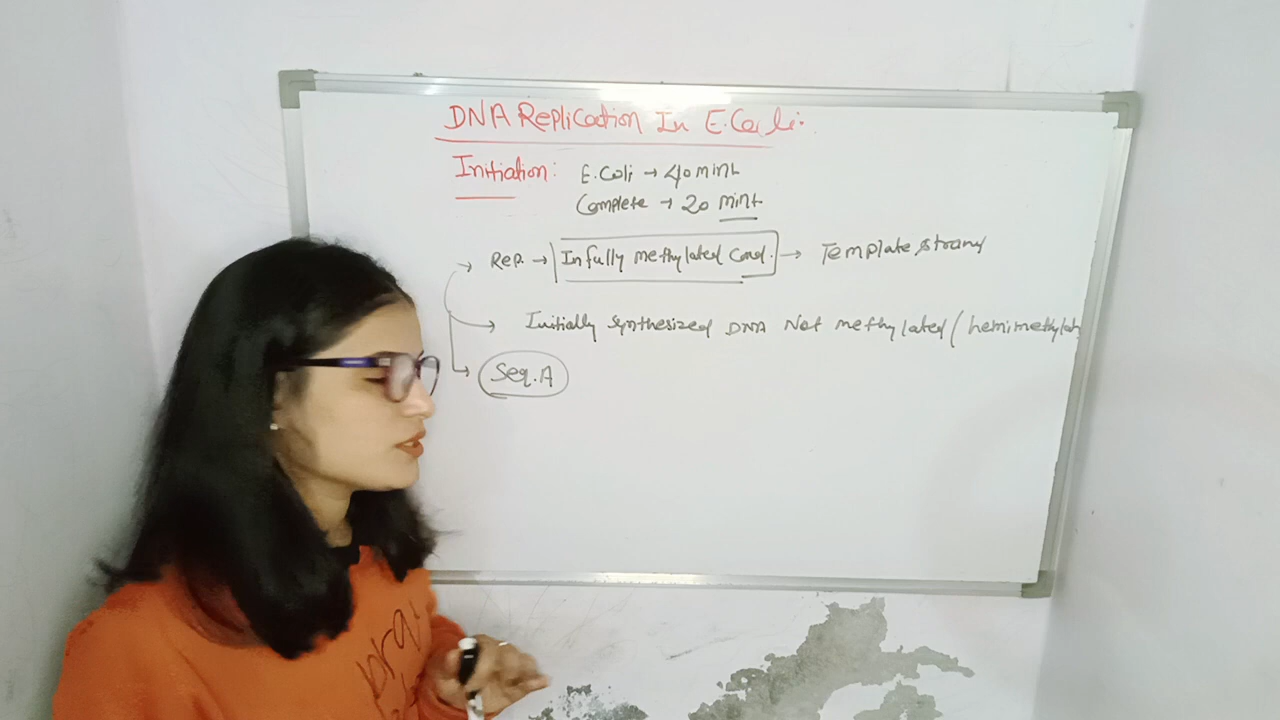 DNA Replication In E.Coli:
Initiation: E.Coli → 40 mint
Complete → 20 mint
→ Rep. → In fully methylated Cond. → Template strand
→ Initially synthesized DNA Not methylated (hemimethylat
→ Seq.A